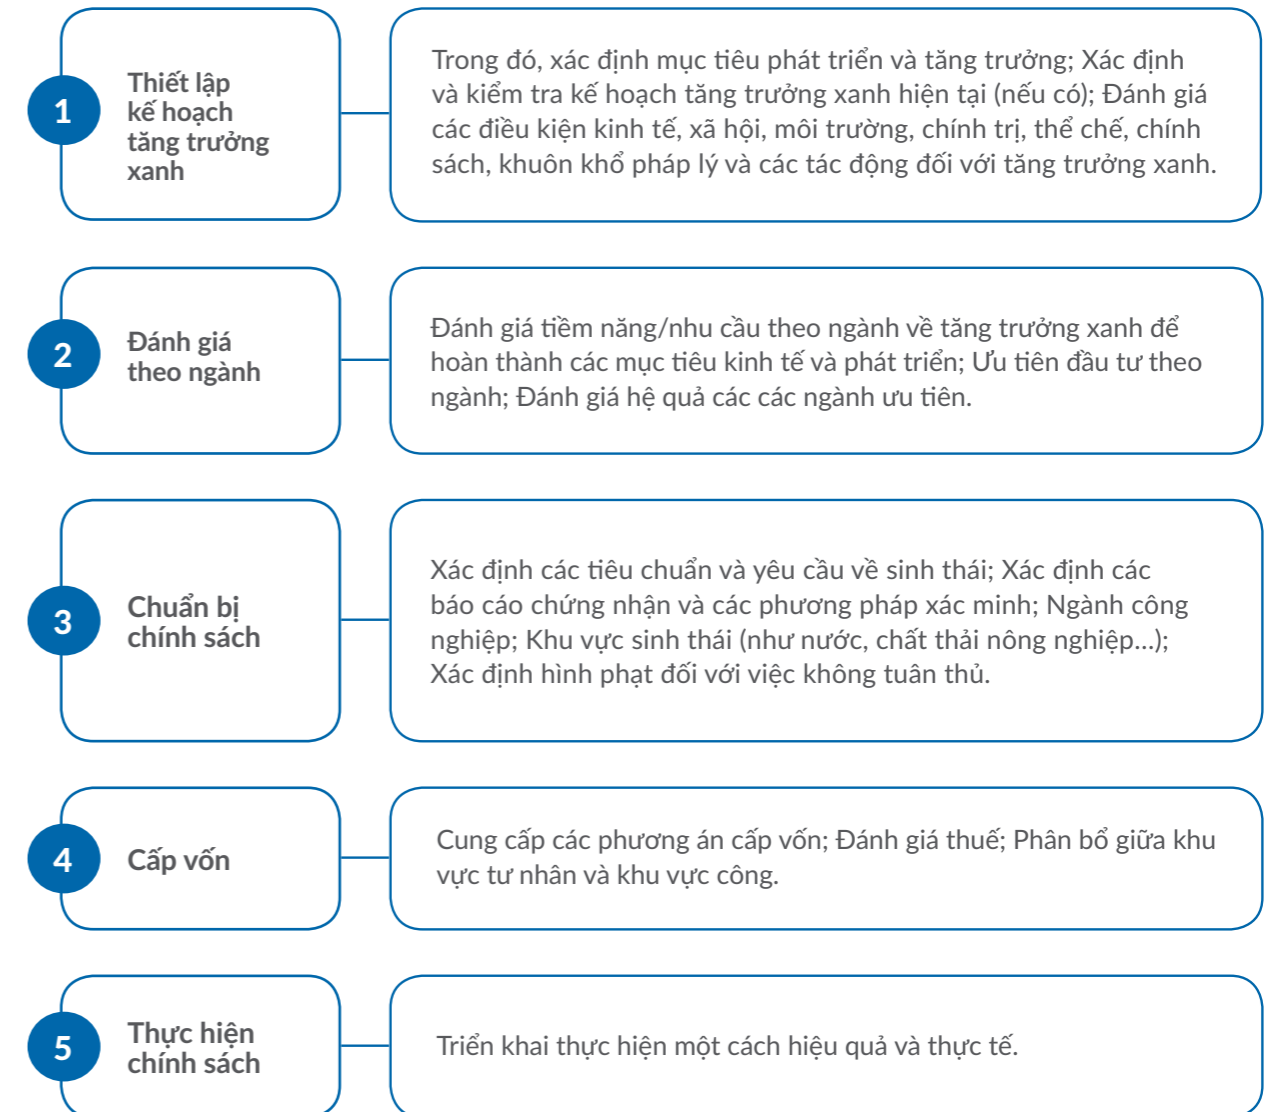 1
Thiết lập
kế hoạch
tăng trưởng
xanh
Trong đó, xác định mục tiêu phát triển và tăng trưởng; Xác định
và kiểm tra kế hoạch tăng trưởng xanh hiện tại (nếu có); Đánh giá
các điều kiện kinh tế, xã hội, môi trường, chính trị, thể chế, chính
sách, khuôn khổ pháp lý và các tác động đối với tăng trưởng xanh.
2
Đánh giá
theo ngành
Đánh giá tiềm năng/nhu cầu theo ngành về tăng trưởng xanh để
hoàn thành các mục tiêu kinh tế và phát triển; Ưu tiên đầu tư theo
ngành; Đánh giá hệ quả các các ngành ưu tiên.
3
Chuẩn bị
chính sách
Xác định các tiêu chuẩn và yêu cầu về sinh thái; Xác định các
báo cáo chứng nhận và các phương pháp xác minh; Ngành công
nghiệp; Khu vực sinh thái (như nước, chất thải nông nghiệp...);
Xác định hình phạt đối với việc không tuân thủ.
4
Cấp vốn
Cung cấp các phương án cấp vốn; Đánh giá thuế; Phân bổ giữa khu
vực tư nhân và khu vực công.
5
Thực hiện
chính sách
Triển khai thực hiện một cách hiệu quả và thực tế.